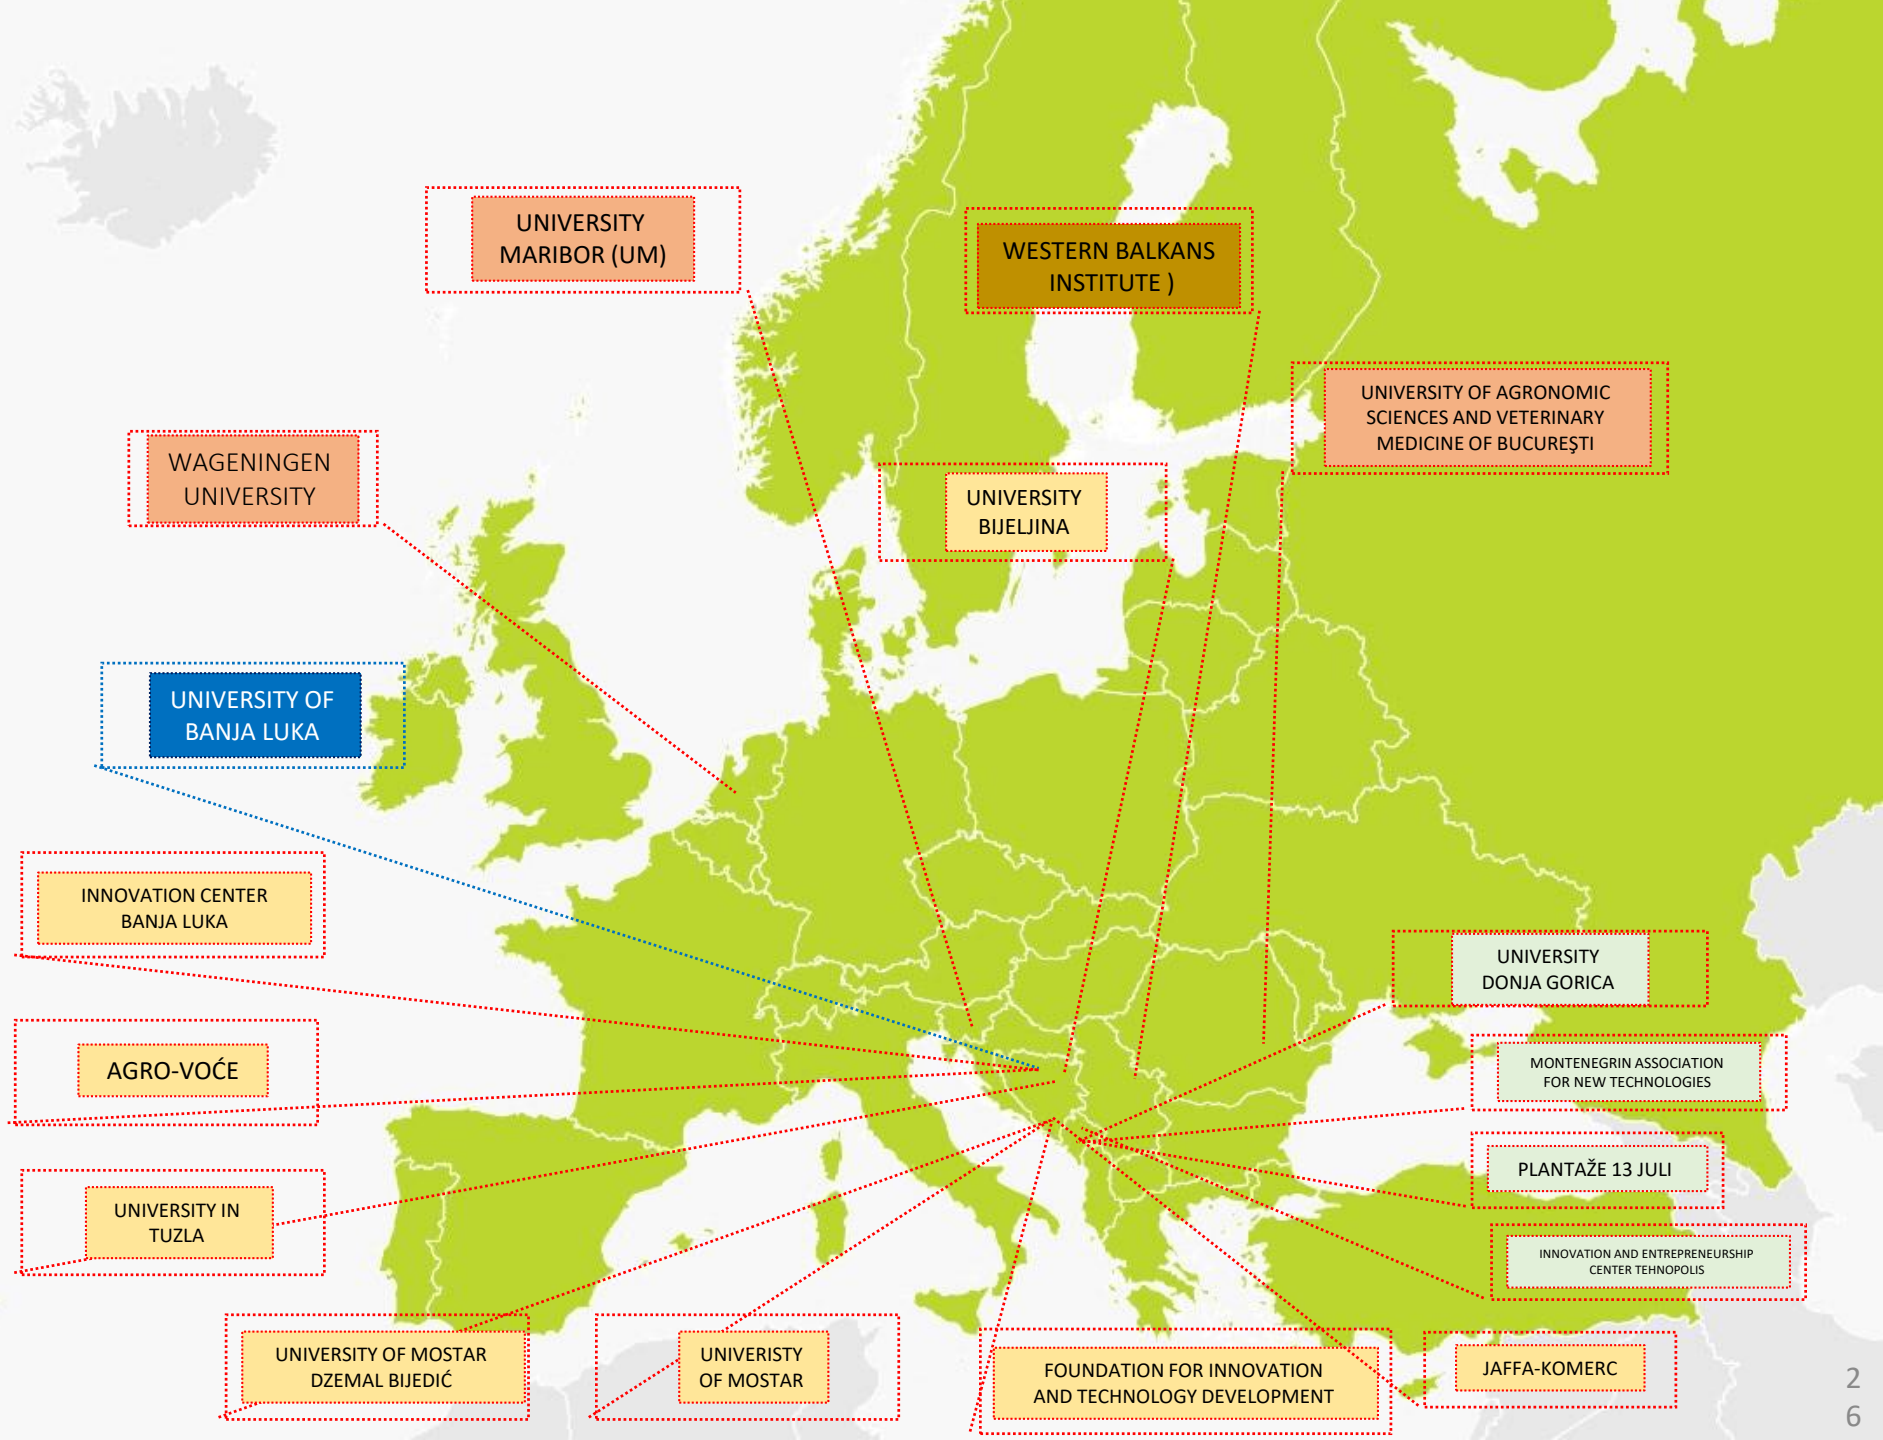 UNIVERSITY
MARIBOR (UM)
WESTERN BALKANS
INSTITUTE )
UNIVERSITY OF AGRONOMIC
SCIENCES AND VETERINARY
MEDICINE OF BUCUREŞTI
WAGENINGEN
UNIVERSITY
UNIVERSITY
BIJELJINA
UNIVERSITY OF
BANJA LUKA
INNOVATION CENTER
BANJA LUKA
UNIVERSITY
DONJA GORICA
AGRO-VOĆE
MONTENEGRIN ASSOCIATION
FOR NEW TECHNOLOGIES
PLANTAŽE 13 JULI
UNIVERSITY IN
TUZLA
INNOVATION AND ENTREPRENEURSHIP
CENTER TEHNOPOLIS
UNIVERSITY OF MOSTAR
DZEMAL BIJEDIĆ
UNIVERISTY
OF MOSTAR
FOUNDATION FOR INNOVATION
AND TECHNOLOGY DEVELOPMENT
JAFFA-KOMERC
2
6